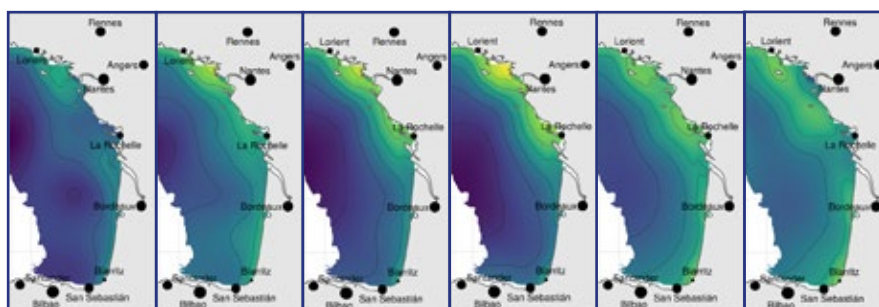 Rennes
Lorient
Angers
Nantes
La Rochelle
Bordeaux
Biarritz
Santander
San Sebastián
Bilbao
Rennes
Lorient
Angers
Nantes
La Rochelle
Bordeaux
Biarritz
Santander
San Sebastián
Bilbao
Rennes
Lorient
Angers
Nantes
La Rochelle
Bordeaux
Biarritz
Santander
San Sebastián
Bilbao
Rennes
Lorient
Angers
Nantes
La Rochelle
Bordeaux
Biarritz
Santander
San Sebastián
Bilbao
Rennes
Lorient
Angers
Nantes
La Rochelle
Bordeaux
Biarritz
Santander
San Sebastián
Bilbao
Rennes
Lorient
Angers
Nantes
La Rochelle
Bordeaux
Biarritz
Santander
San Sebastián
Bilbao